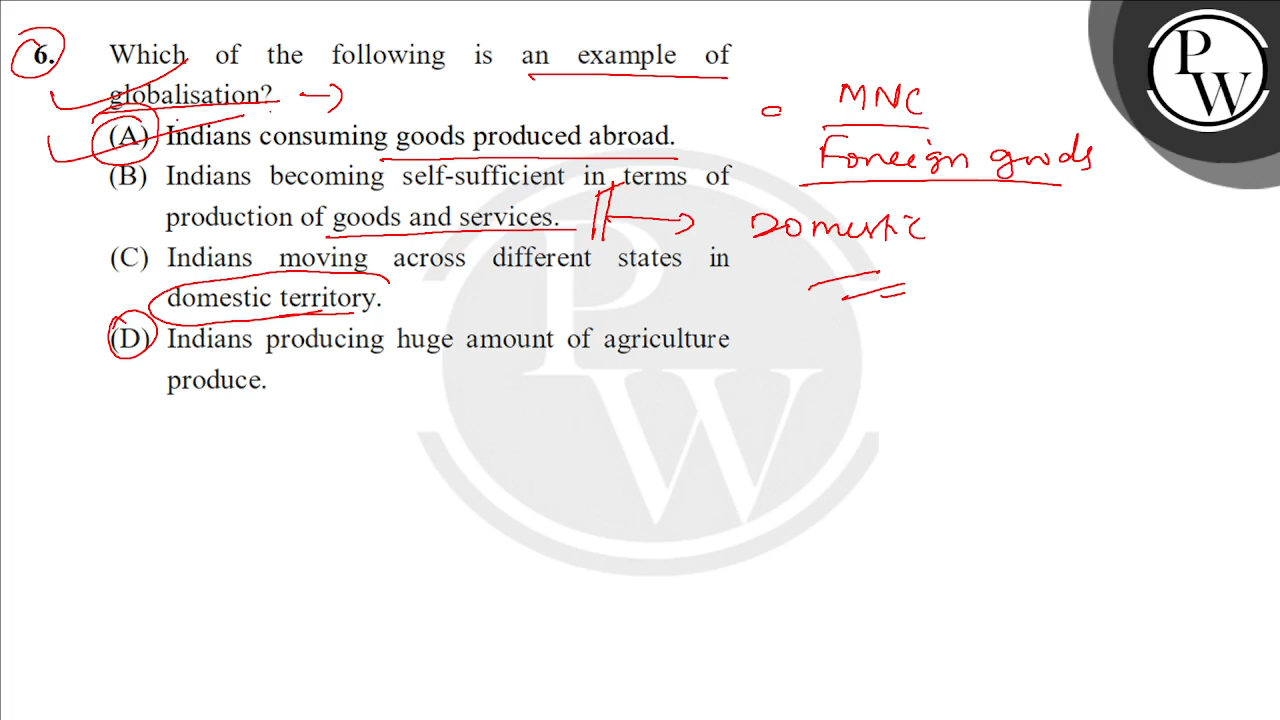 6. Which of the following is an example of
globalisation?
(A) Indians consuming goods produced abroad.
(B) Indians becoming self-sufficient in terms of
production of goods and services.
(C) Indians moving across different states in
domestic territory.
(D) Indians producing huge amount of agriculture
produce.
= MNC
Foreign goods
Domestic
P
W
P
W